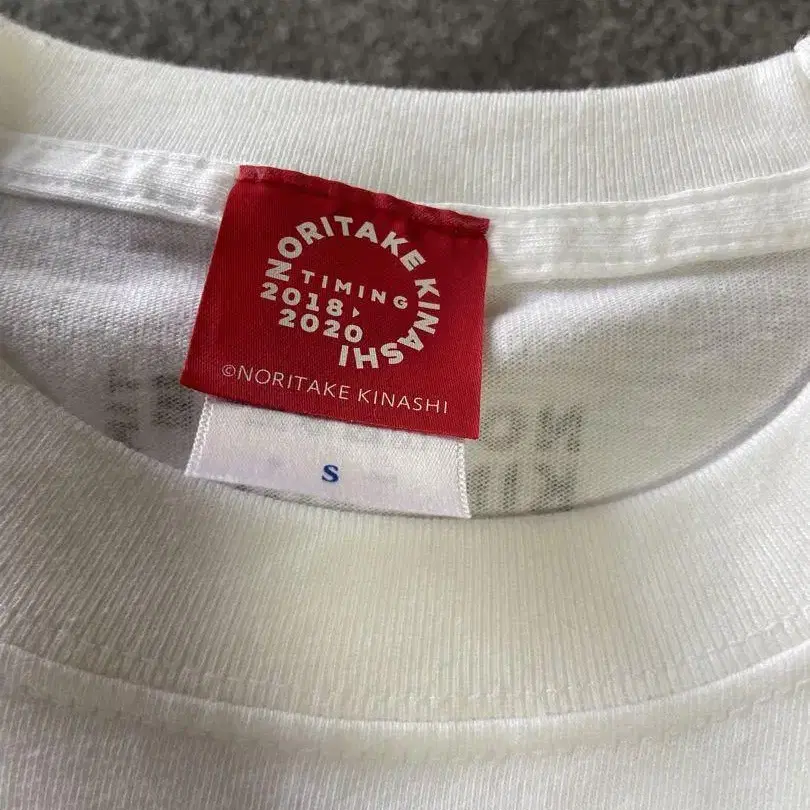 NORITAKE KINASHI
TIMING
2018▸
2020
©NORITAKE KINASHI
S